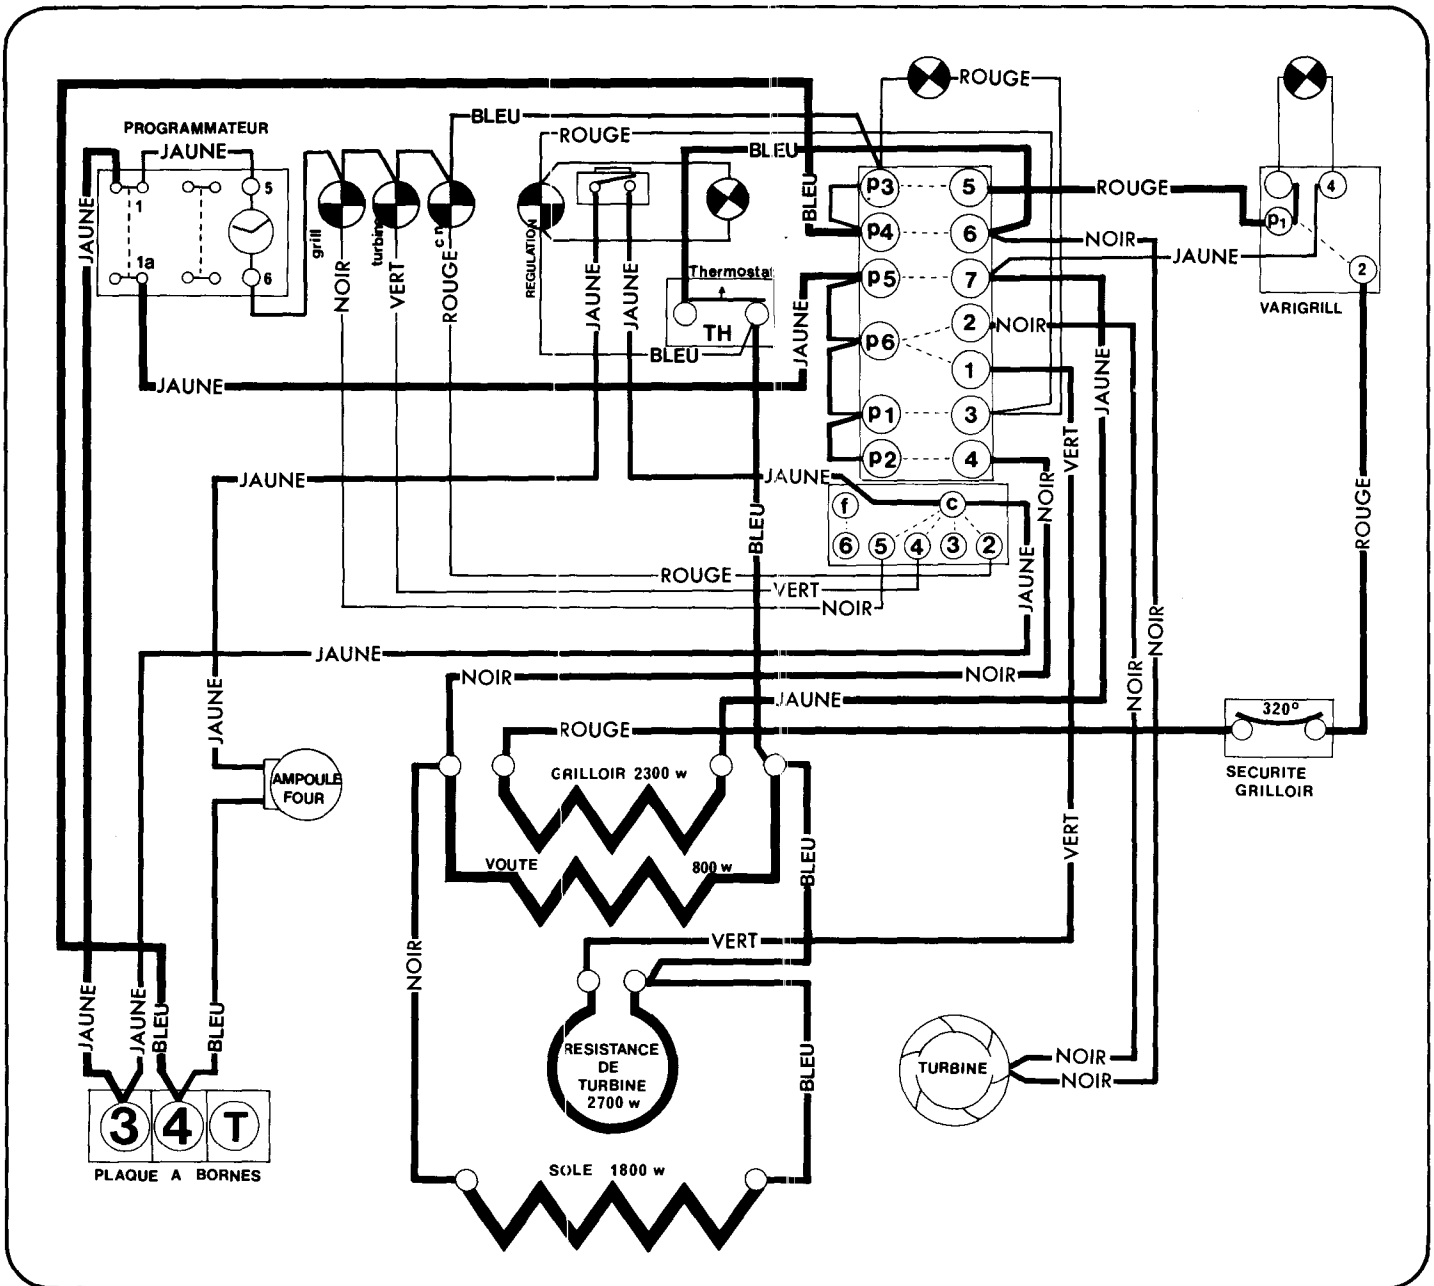 ROUGE
PROGRAMMATEUR
JAUNE
BLEU
ROUGE
BLEU
1
5
1a
6
JAUNE
grill
turbine
c n
REGULATION
NOIR
VERT
ROUGE
JAUNE
JAUNE
Thermostat
TH
BLEU
BLEU
JAUNE
JAUNE
p3
5
p4
6
p5
7
p6
2
1
p1
3
p2
4
ROUGE
NOIR
JAUNE
NOIR
4
p1
2
VARIGRILL
JAUNE
VERT
NOIR
JAUNE
JAUNE
BLEU
f
c
6
5
4
3
2
ROUGE
VERT
NOIR
JAUNE
ROUGE
NOIR
NOIR
JAUNE
NOIR
NOIR
JAUNE
JAUNE
ROUGE
320°
SECURITE
GRILLOIR
AMPOULE
FOUR
GRILLOIR 2300 w
VOUTE
800 w
BLEU
VERT
NOIR
VERT
JAUNE
JAUNE
BLEU
BLEU
RESISTANCE
DE
TURBINE
2700 w
BLEU
TURBINE
NOIR
NOIR
3
4
T
PLAQUE A BORNES
SOLE 1800 w